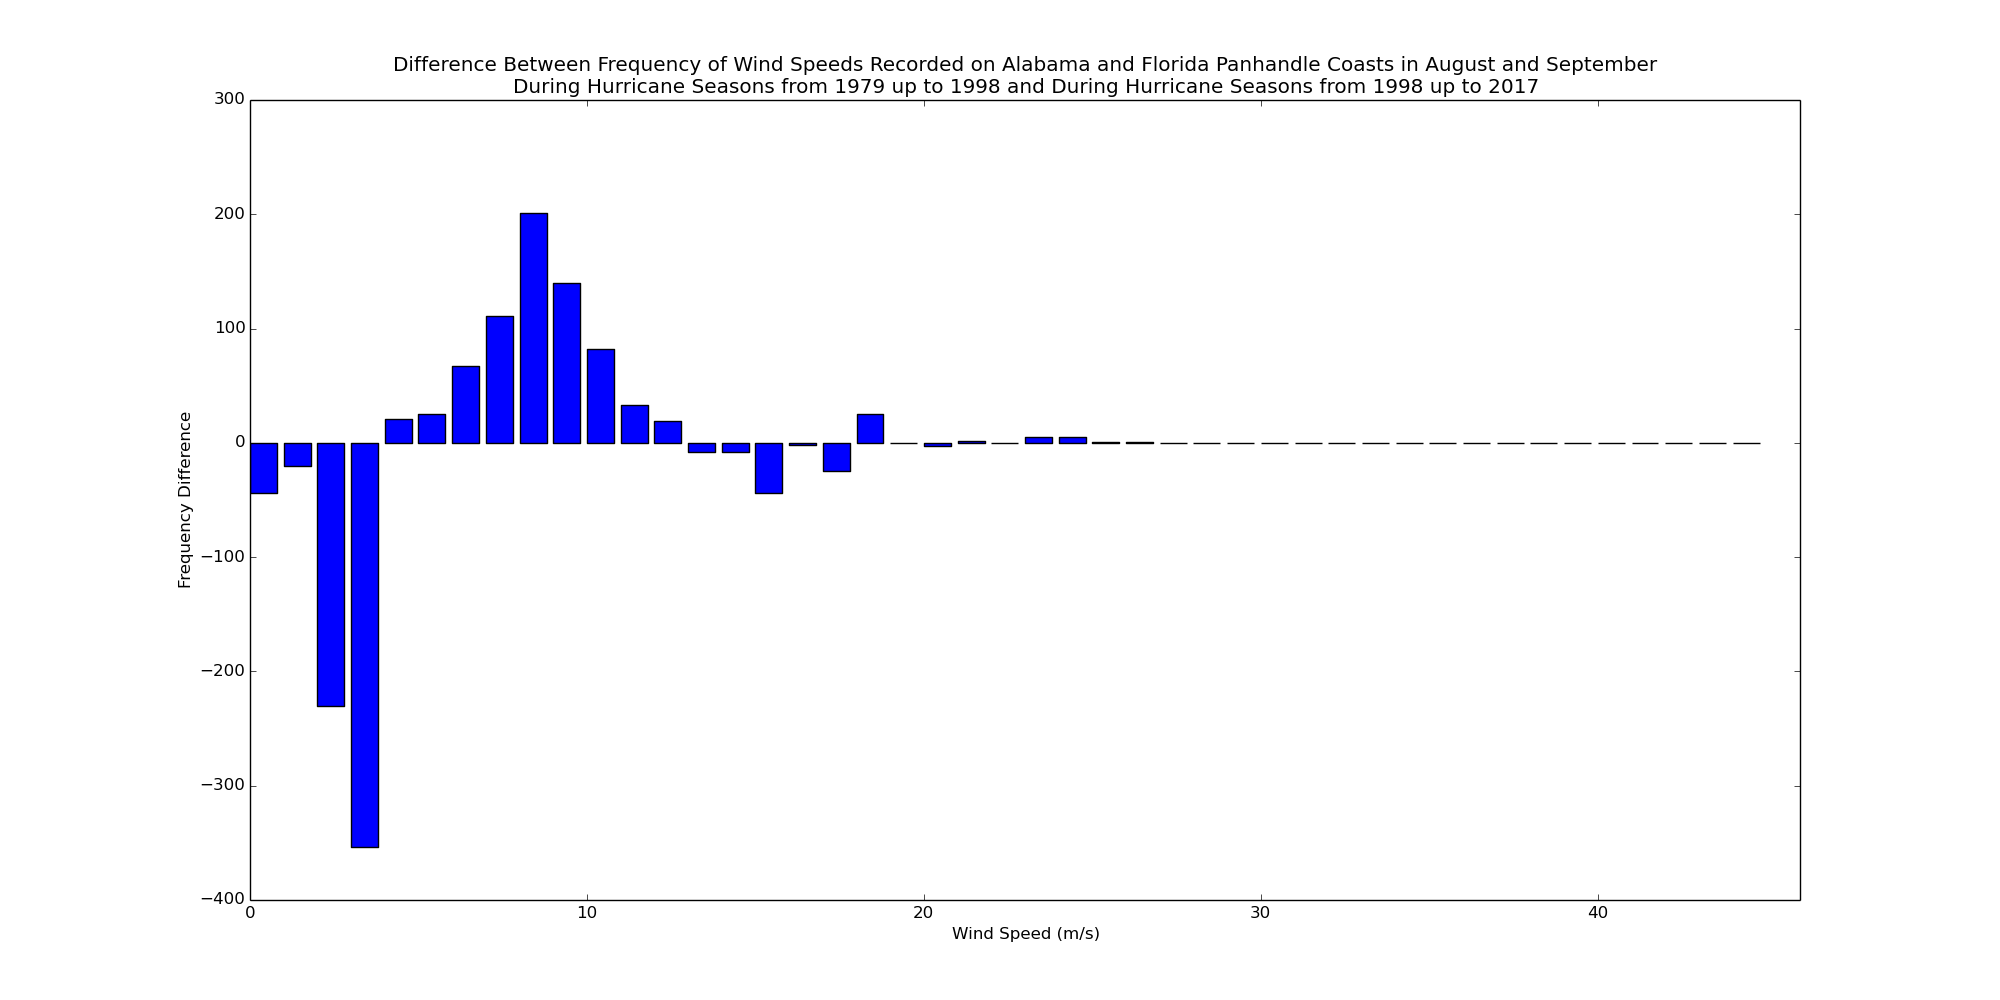 Difference Between Frequency of Wind Speeds Recorded on Alabama and Florida Panhandle Coasts in August and September
During Hurricane Seasons from 1979 up to 1998 and During Hurricane Seasons from 1998 up to 2017
300
200
100
0
−100
−200
−300
−400
Frequency Difference
0 10 20 30 40
Wind Speed (m/s)